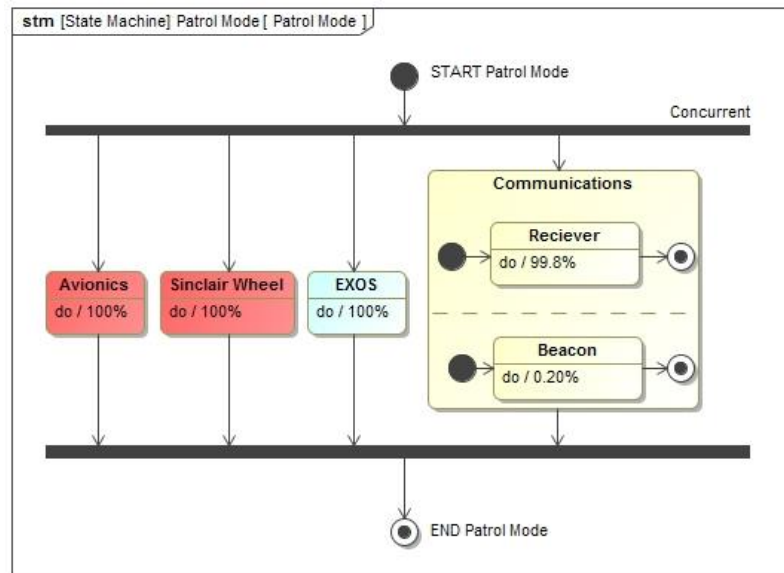 stm [State Machine] Patrol Mode [ Patrol Mode ]
START Patrol Mode
Concurrent
Communications
Reciever
do / 99.8%
Avionics
do / 100%
Sinclair Wheel
do / 100%
EXOS
do / 100%
Beacon
do / 0.20%
END Patrol Mode